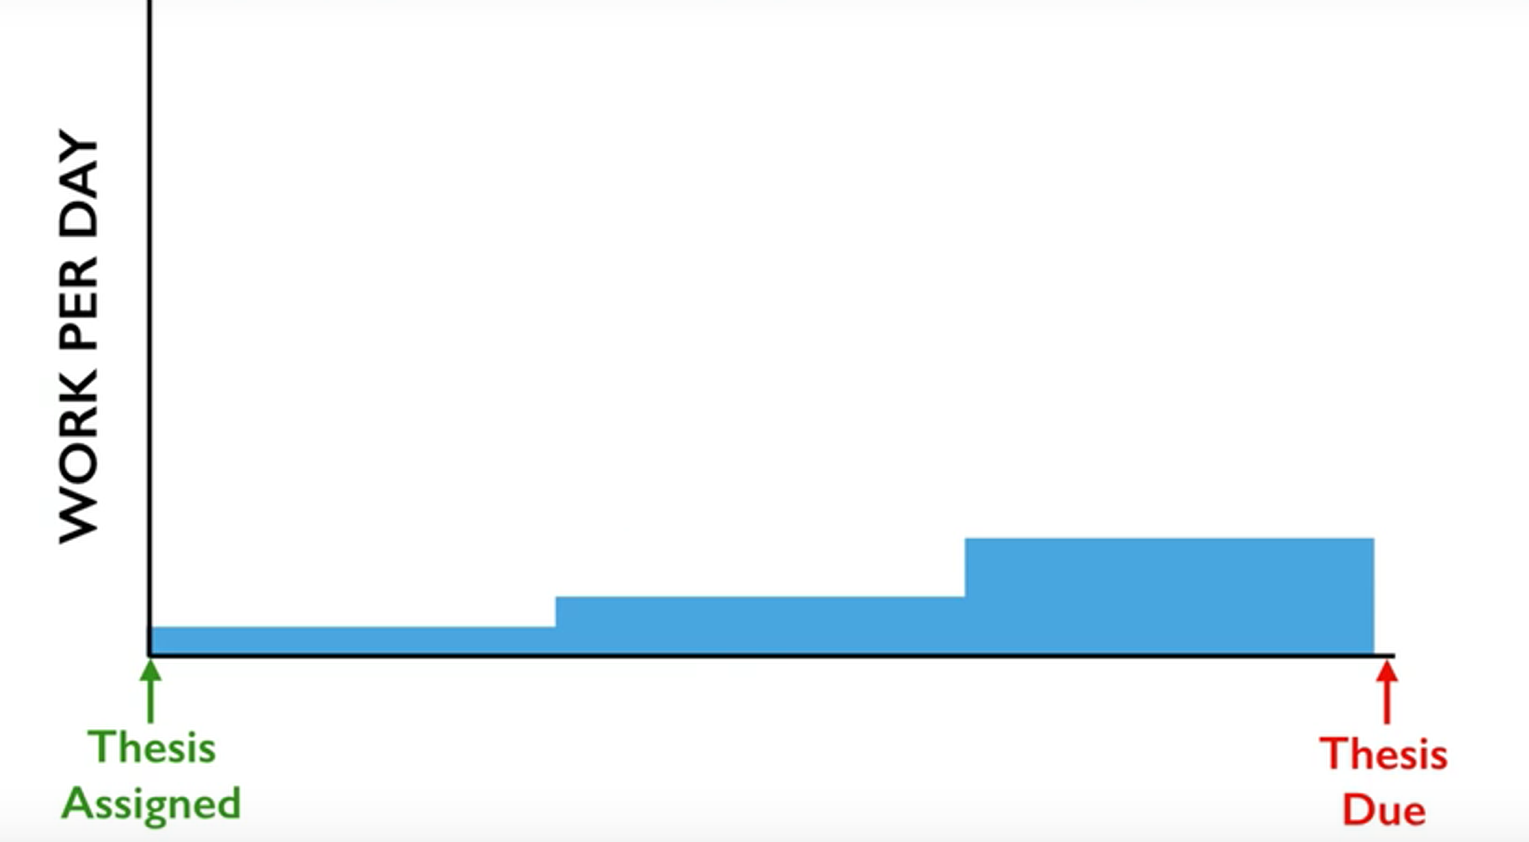 WORK PER DAY
Thesis
Assigned
Thesis
Due